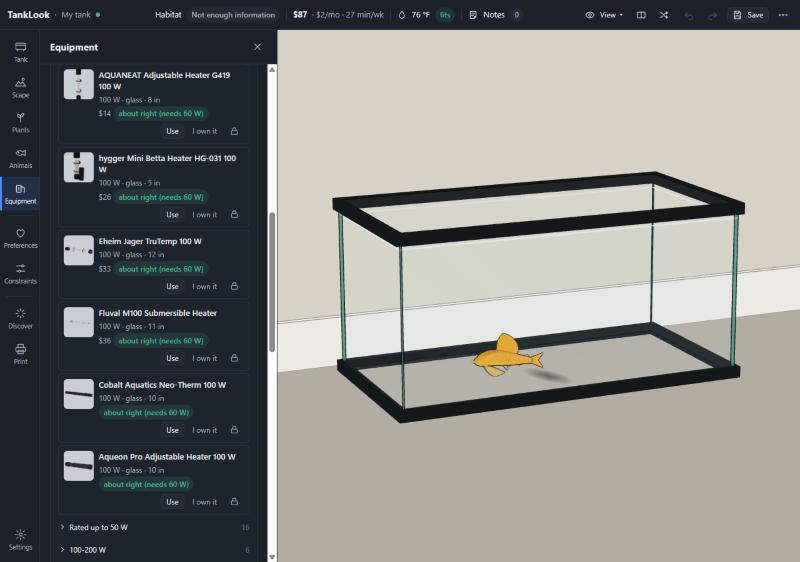 TankLook · My tank
Habitat Not enough information
$87 · $2/mo · 27 min/wk
76 °F fits
Notes 0
View
Save
Tank
Scape
Plants
Animals
Equipment
Preferences
Constraints
Discover
Print
Settings
Equipment
AQUANEAT Adjustable Heater G419
100 W
100 W · glass · 8 in
$14 about right (needs 60 W)
Use I own it
hygger Mini Betta Heater HG-031 100
W
100 W · glass · 5 in
$26 about right (needs 60 W)
Use I own it
Eheim Jager TruTemp 100 W
100 W · glass · 12 in
$33 about right (needs 60 W)
Use I own it
Fluval M100 Submersible Heater
100 W · glass · 11 in
$36 about right (needs 60 W)
Use I own it
Cobalt Aquatics Neo-Therm 100 W
100 W · glass · 10 in
about right (needs 60 W)
Use I own it
Aqueon Pro Adjustable Heater 100 W
100 W · glass · 10 in
about right (needs 60 W)
Use I own it
Rated up to 50 W 16
100-200 W 6